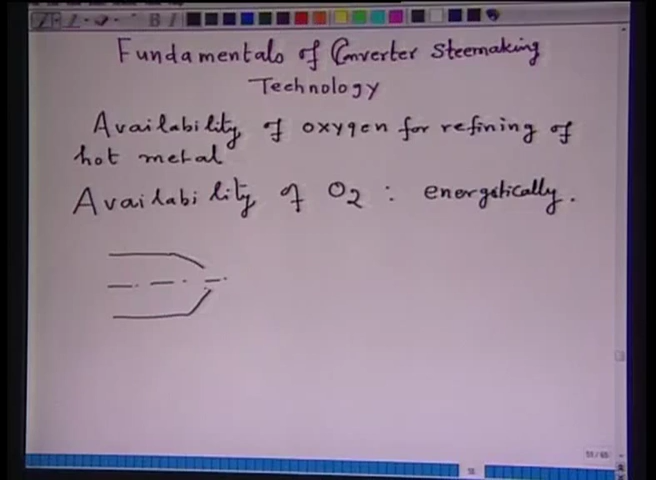 Fundamentals of Converter Steemaking
Technology
Availability of oxygen for refining of
hot metal
Availability of O2 : energetically.